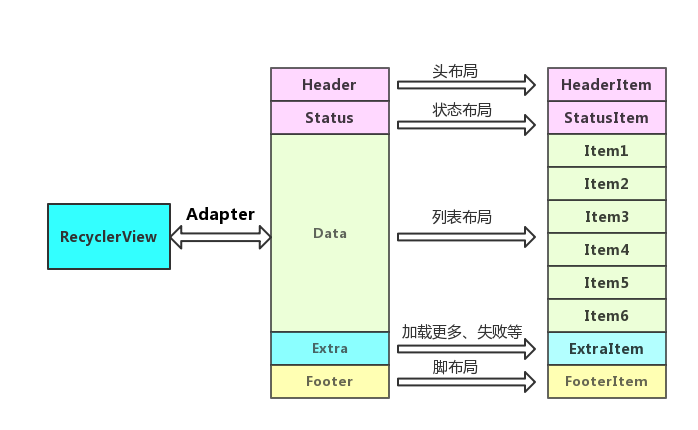 RecyclerView
Adapter
Header
Status
Data
Extra
Footer
头布局
状态布局
列表布局
加载更多、失败等
脚布局
HeaderItem
StatusItem
Item1
Item2
Item3
Item4
Item5
Item6
ExtraItem
FooterItem